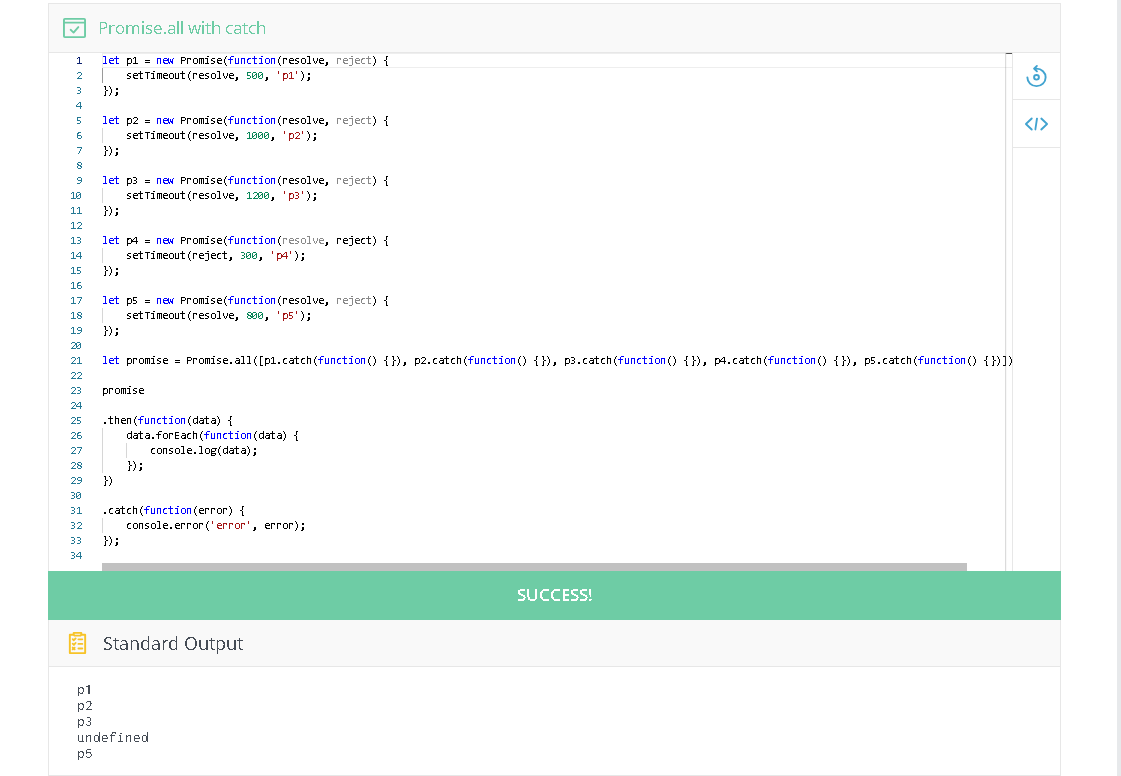 Promise.all with catch
1 let p1 = new Promise(function(resolve, reject) {
2 setTimeout(resolve, 500, 'p1');
3 });
4
5 let p2 = new Promise(function(resolve, reject) {
6 setTimeout(resolve, 1000, 'p2');
7 });
8
9 let p3 = new Promise(function(resolve, reject) {
10 setTimeout(resolve, 1200, 'p3');
11 });
12
13 let p4 = new Promise(function(resolve, reject) {
14 setTimeout(reject, 300, 'p4');
15 });
16
17 let p5 = new Promise(function(resolve, reject) {
18 setTimeout(resolve, 800, 'p5');
19 });
20
21 let promise = Promise.all([p1.catch(function() {}), p2.catch(function() {}), p3.catch(function() {}), p4.catch(function() {}), p5.catch(function() {})])
22
23 promise
24
25 .then(function(data) {
26 data.forEach(function(data) {
27 console.log(data);
28 });
29 })
30
31 .catch(function(error) {
32 console.error('error', error);
33 });
34
SUCCESS!
Standard Output
p1
p2
p3
undefined
p5